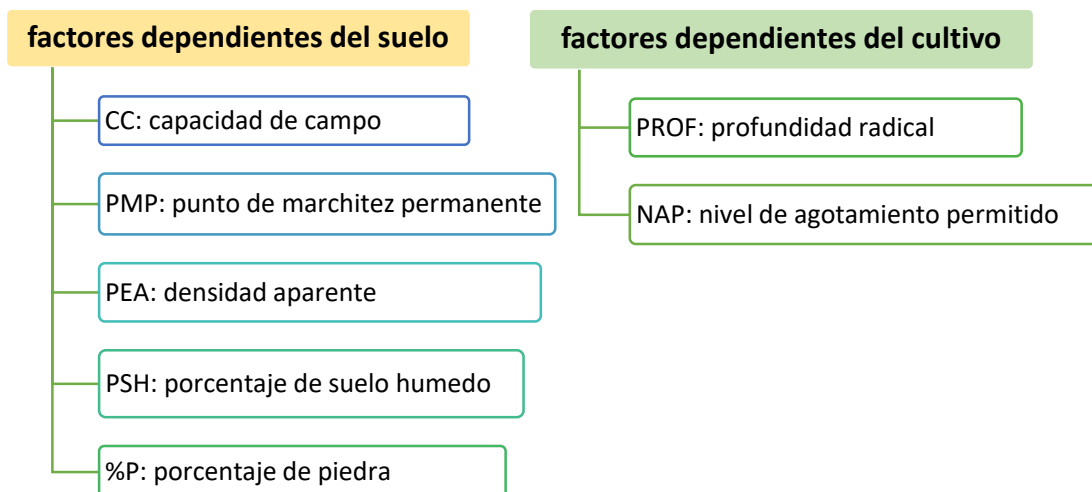 factores dependientes del suelo
CC: capacidad de campo
PMP: punto de marchitez permanente
PEA: densidad aparente
PSH: porcentaje de suelo humedo
%P: porcentaje de piedra
factores dependientes del cultivo
PROF: profundidad radical
NAP: nivel de agotamiento permitido